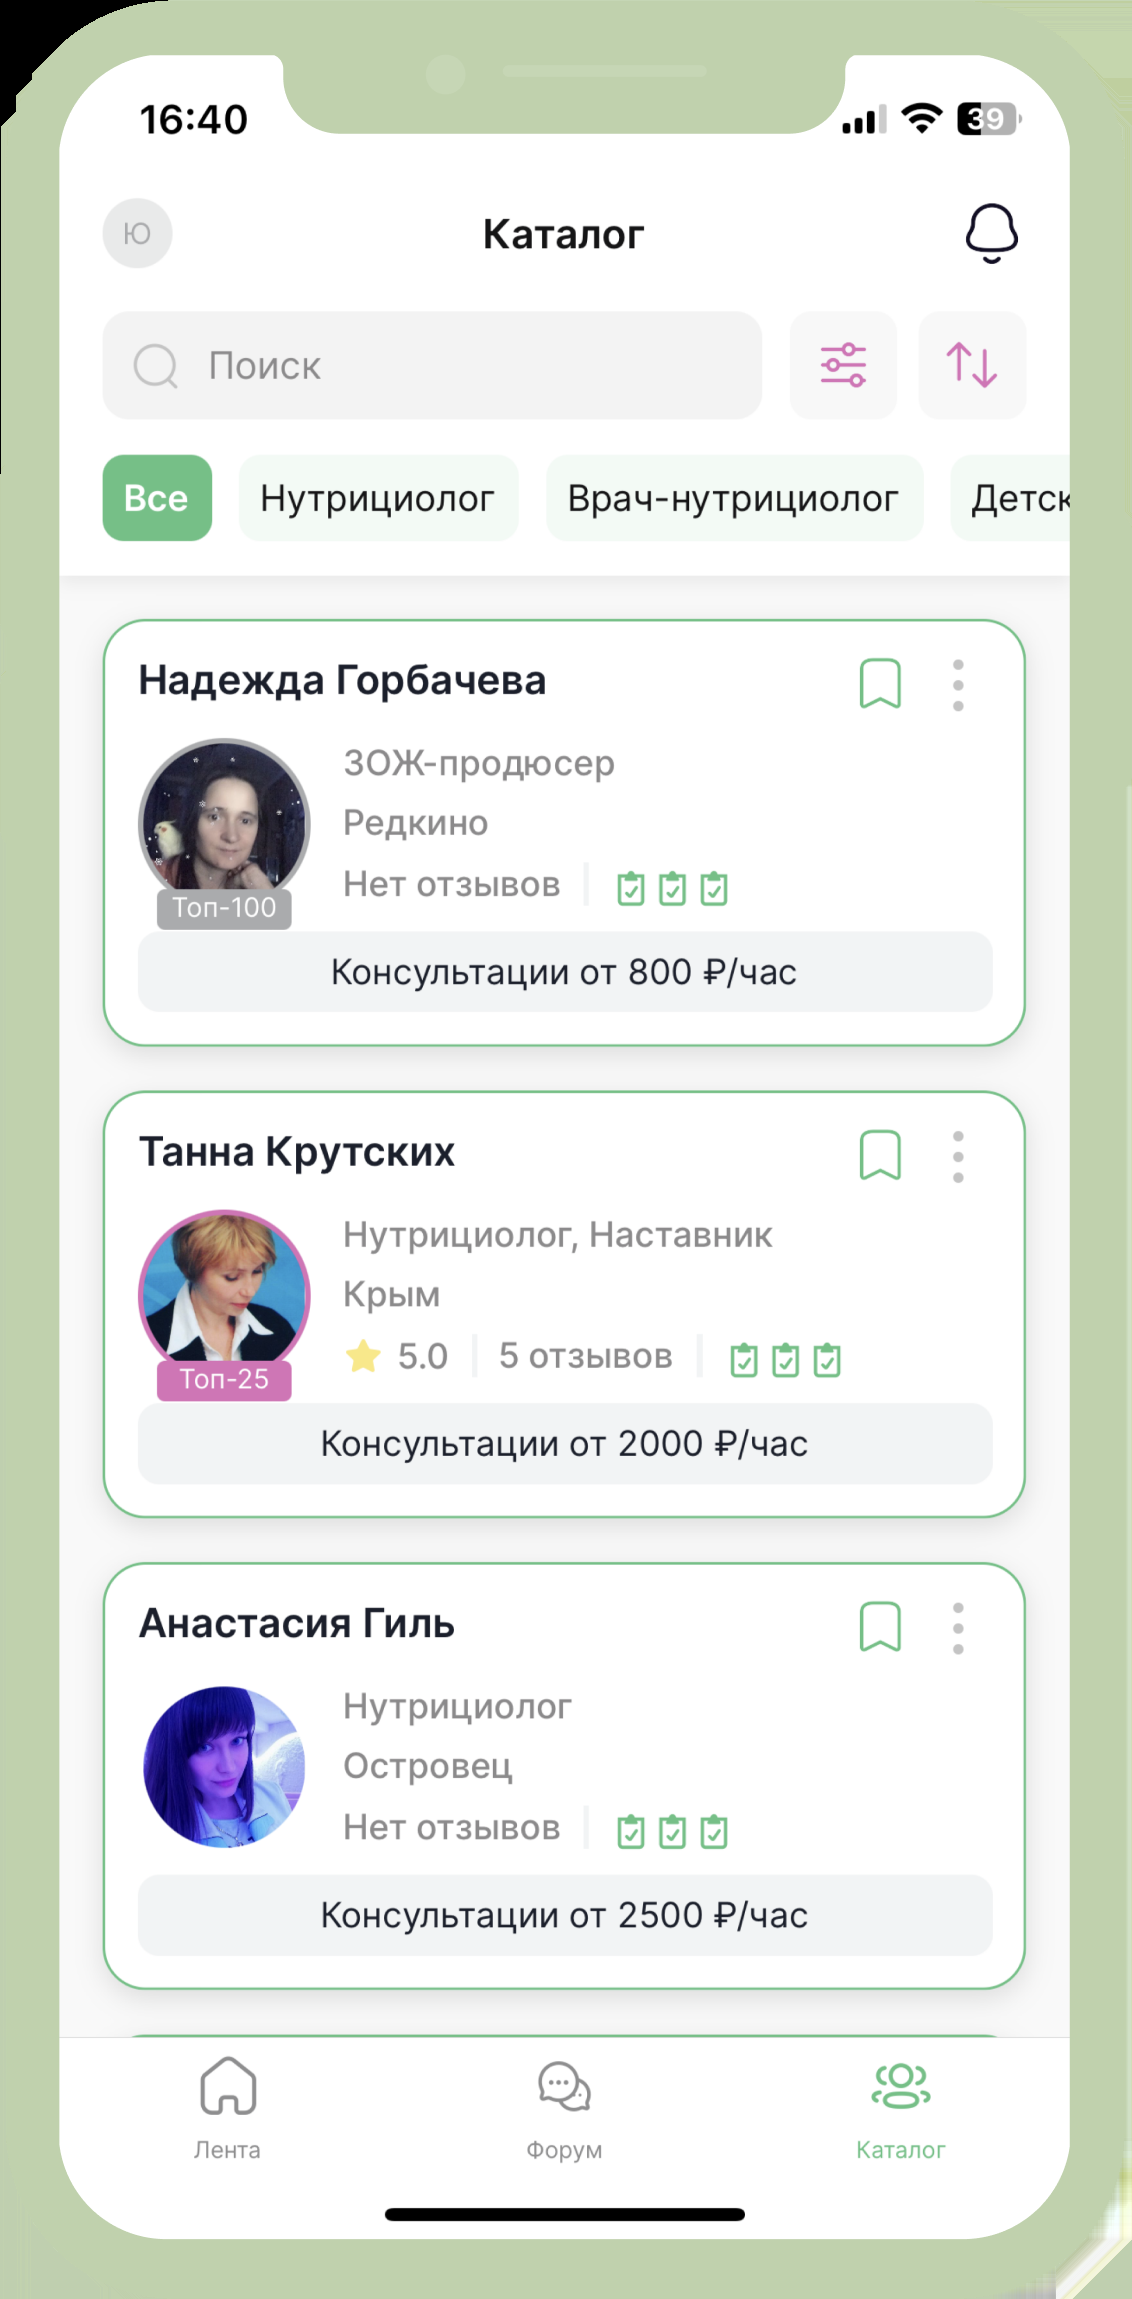 16:40
39
Ю
Каталог
Поиск
Все
Нутрициолог
Врач-нутрициолог
Детск
Надежда Горбачева
ЗОЖ-продюсер
Редкино
Нет отзывов
Топ-100
Консультации от 800 ₽/час
Танна Крутских
Нутрициолог, Наставник
Крым
5.0
5 отзывов
Топ-25
Консультации от 2000 ₽/час
Анастасия Гиль
Нутрициолог
Островец
Нет отзывов
Консультации от 2500 ₽/час
Лента
Форум
Каталог